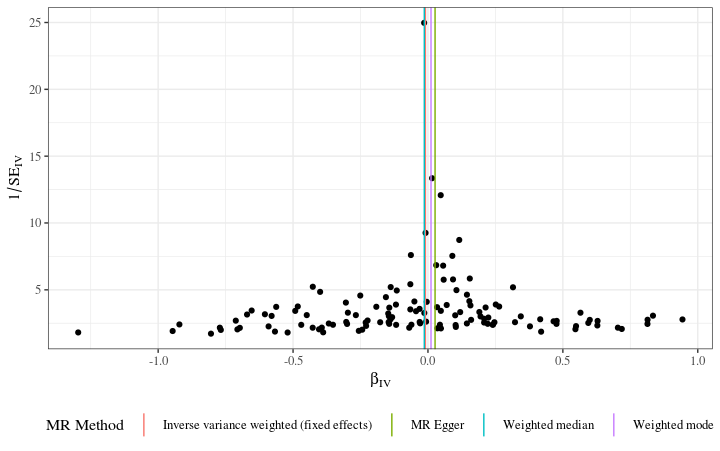 25
20
15
10
5
1/SE_IV
-1.0
-0.5
0.0
0.5
1.0
β_IV
MR Method
Inverse variance weighted (fixed effects)
MR Egger
Weighted median
Weighted mode